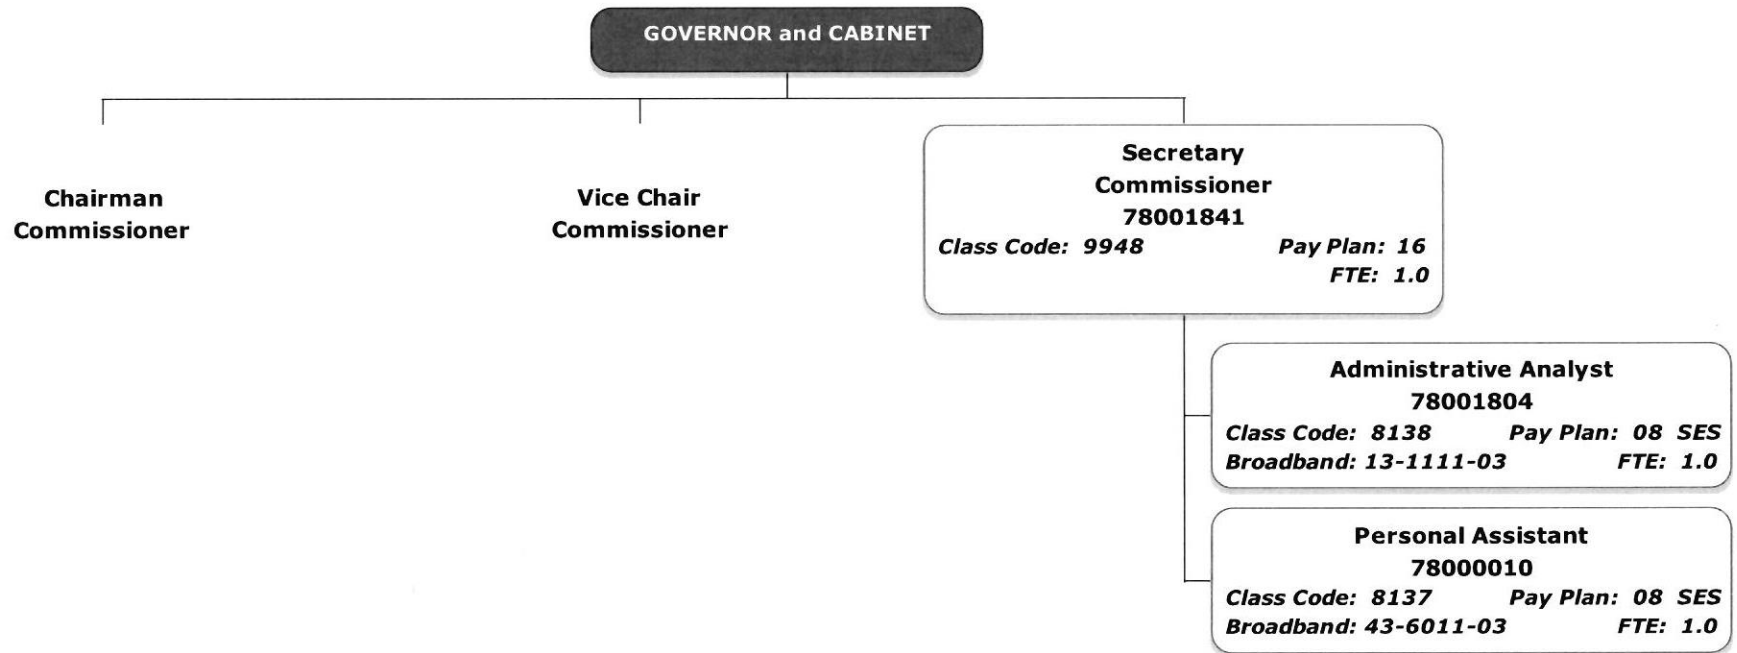 GOVERNOR and CABINET
Chairman
Commissioner
Vice Chair
Commissioner
Secretary
Commissioner
78001841
Class Code: 9948 Pay Plan: 16
FTE: 1.0
Administrative Analyst
78001804
Class Code: 8138 Pay Plan: 08 SES
Broadband: 13-1111-03 FTE: 1.0
Personal Assistant
78000010
Class Code: 8137 Pay Plan: 08 SES
Broadband: 43-6011-03 FTE: 1.0